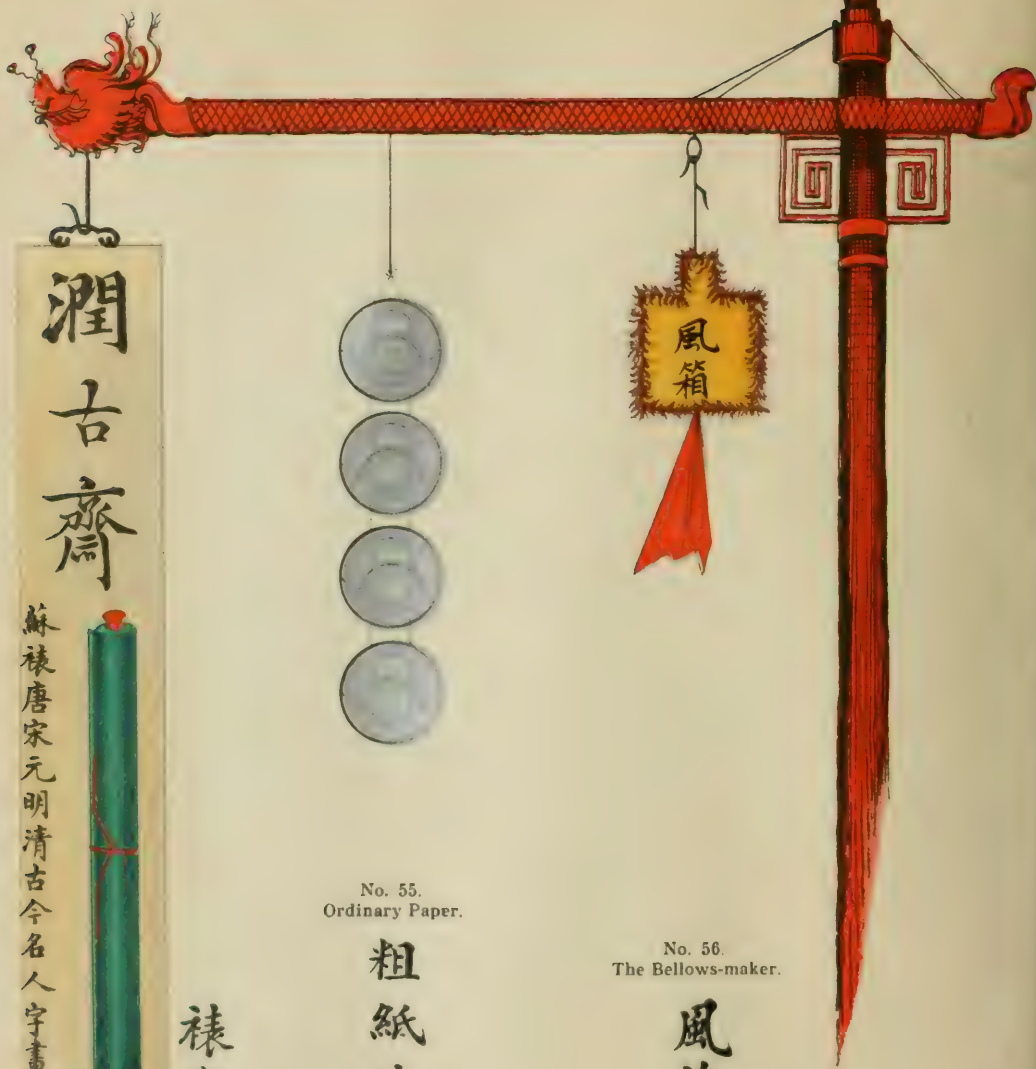 潤古齋
蘇裱唐宋元明清古今名人字畫
裱
No. 55.
Ordinary Paper.
粗紙
風箱
No. 56.
The Bellows-maker.
風